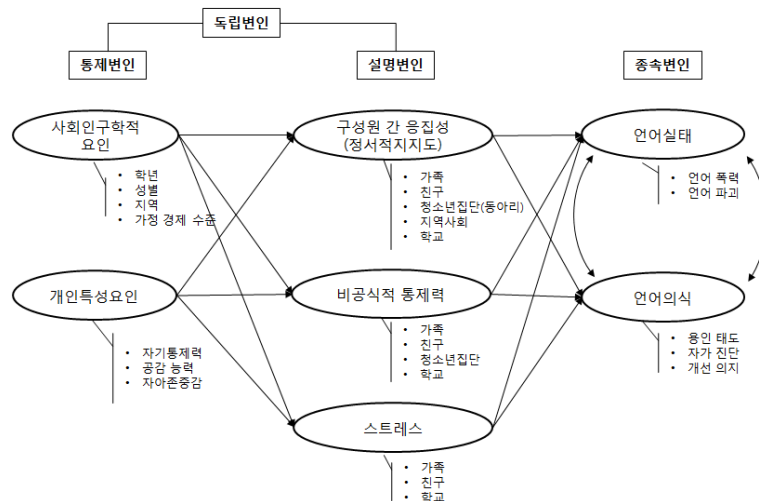 독립변인
통제변인
설명변인
종속변인
사회인구학적
요인
• 학년
• 성별
• 지역
• 가정 경제 수준
구성원 간 응집성
(정서적지지도)
• 가족
• 친구
• 청소년집단(동아리)
• 지역사회
• 학교
언어실태
• 언어 폭력
• 언어 파괴
개인특성요인
• 자기통제력
• 공감 능력
• 자아존중감
비공식적 통제력
• 가족
• 친구
• 청소년집단
• 학교
언어의식
• 용인 태도
• 자가 진단
• 개선 의지
스트레스
• 가족
• 친구
• 학교